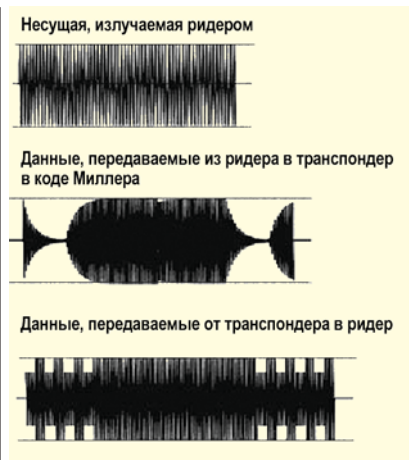 Несущая, излучаемая ридером
Данные, передаваемые из ридера в транспондер
в коде Миллера
Данные, передаваемые от транспондера в ридер